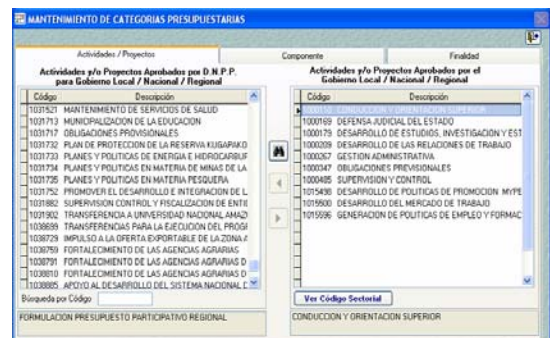 MANTENIMIENTO DE CATEGORIAS PRESUPUESTARIAS
Actividades / Proyectos
Componente
Finalidad
Actividades y/o Proyectos Aprobados por D.N.P.P.
para Gobierno Local / Nacional / Regional
Código Descripción
1031521 MANTENIMIENTO DE SERVICIOS DE SALUD
1031713 MUNICIPALIZACION DE LA EDUCACION
1031717 OBLIGACIONES PROVISIONALES
1031732 PLAN DE PROTECCION DE LA RESERVA KUGAPAKO
1031733 PLANES Y POLITICAS DE ENERGIA E HIDROCARBUR
1031734 PLANES Y POLITICAS EN MATERIA DE MINAS DE LA
1031735 PLANES Y POLITICAS EN MATERIA PESQUERA
1031752 PROMOVER EL DESARROLLO E INTEGRACION DE L
1031882 SUPERVISION CONTROL Y FISCALIZACION DE ENTI
1031902 TRANSFERENCIA A UNIVERSIDAD NACIONAL AMAZ
1038699 TRANSFERENCIAS PARA LA EJECUCION DEL PROG
1038729 IMPULSO A LA OFERTA EXPORTABLE DE LA ZONA A
1038759 FORTALECIMIENTO DE LAS AGENCIAS AGRARIAS
1038791 FORTALECIMIENTO DE LAS AGENCIAS AGRARIAS D
1038810 FORTALECIMIENTO DE LAS AGENCIAS AGRARIAS D
1038885 APOYO AL DESARROLLO DEL SISTEMA NACIONAL D
Búsqueda por Código
FORMULACION PRESUPUESTO PARTICIPATIVO REGIONAL
Actividades y/o Proyectos Aprobados por el
Gobierno Local / Nacional / Regional
Código Descripción
1000110 CONDUCCION Y ORIENTACION SUPERIOR
1000169 DEFENSA JUDICIAL DEL ESTADO
1000179 DESARROLLO DE ESTUDIOS, INVESTIGACION Y EST
1000209 DESARROLLO DE LAS RELACIONES DE TRABAJO
1000267 GESTION ADMINISTRATIVA
1000347 OBLIGACIONES PREVISIONALES
1000485 SUPERVISION Y CONTROL
1015498 DESARROLLO DE POLITICAS DE PROMOCION MYPE
1015500 DESARROLLO DEL MERCADO DE TRABAJO
1015596 GENERACION DE POLITICAS DE EMPLEO Y FORMAC
Ver Código Sectorial
CONDUCCION Y ORIENTACION SUPERIOR